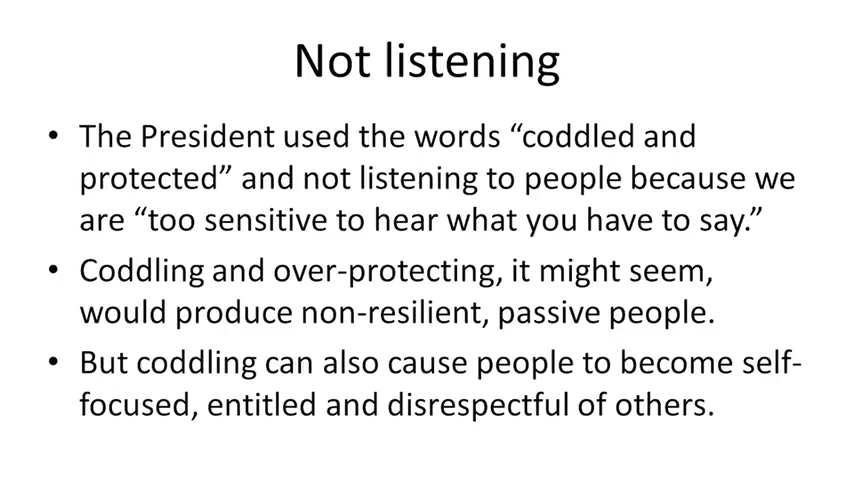 Not listening
• The President used the words “coddled and
protected” and not listening to people because we
are “too sensitive to hear what you have to say.”
• Coddling and over-protecting, it might seem,
would produce non-resilient, passive people.
• But coddling can also cause people to become self-
focused, entitled and disrespectful of others.